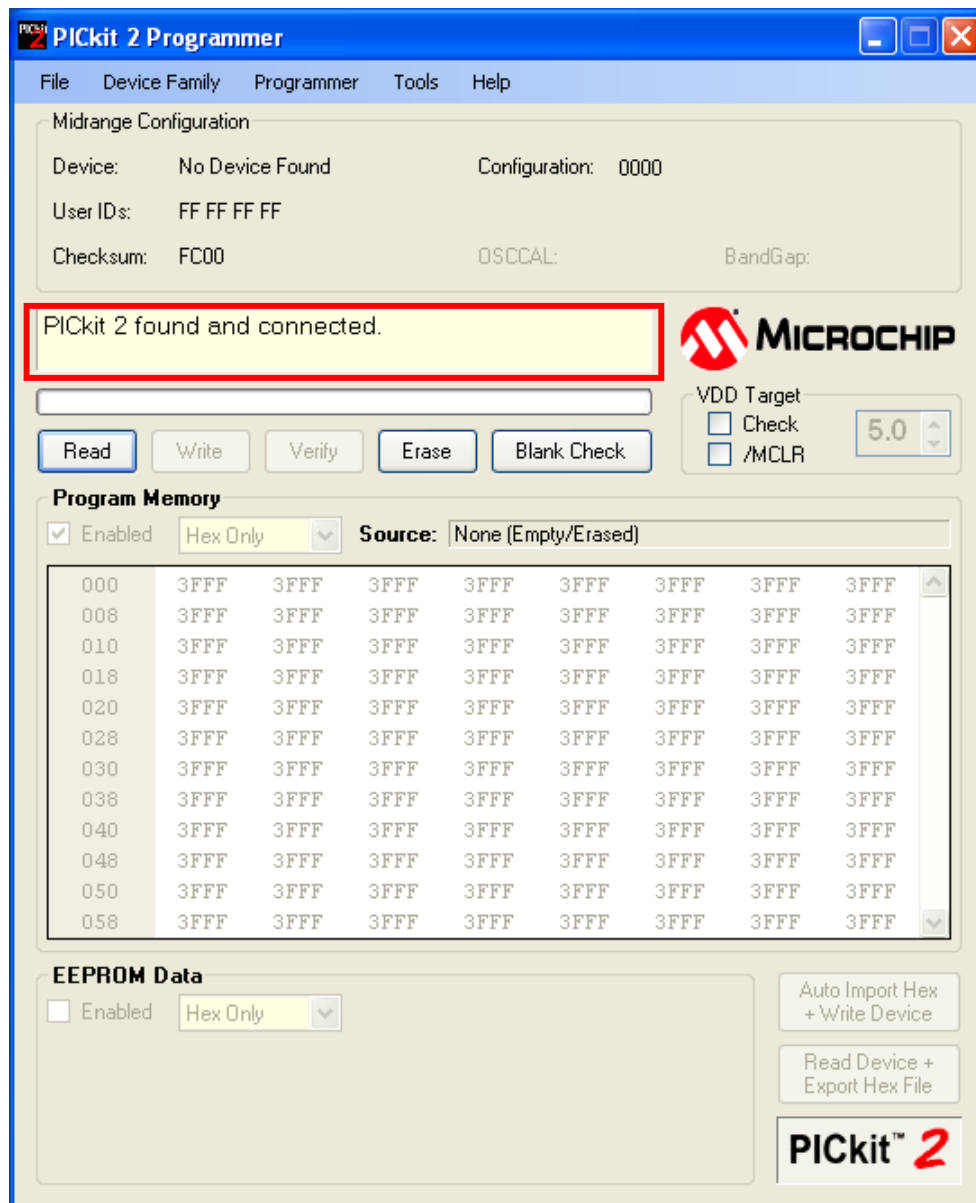 PICkit 2 Programmer
File Device Family Programmer Tools Help
Midrange Configuration
Device: No Device Found Configuration: 0000
User IDs: FF FF FF FF
Checksum: FC00 OSCCAL: BandGap:
PICkit 2 found and connected.
MICROCHIP
VDD Target
Check
/MCLR
5.0
Read Write Verify Erase Blank Check
Program Memory
Enabled Hex Only Source: None (Empty/Erased)
000 3FFF 3FFF 3FFF 3FFF 3FFF 3FFF 3FFF 3FFF
008 3FFF 3FFF 3FFF 3FFF 3FFF 3FFF 3FFF 3FFF
010 3FFF 3FFF 3FFF 3FFF 3FFF 3FFF 3FFF 3FFF
018 3FFF 3FFF 3FFF 3FFF 3FFF 3FFF 3FFF 3FFF
020 3FFF 3FFF 3FFF 3FFF 3FFF 3FFF 3FFF 3FFF
028 3FFF 3FFF 3FFF 3FFF 3FFF 3FFF 3FFF 3FFF
030 3FFF 3FFF 3FFF 3FFF 3FFF 3FFF 3FFF 3FFF
038 3FFF 3FFF 3FFF 3FFF 3FFF 3FFF 3FFF 3FFF
040 3FFF 3FFF 3FFF 3FFF 3FFF 3FFF 3FFF 3FFF
048 3FFF 3FFF 3FFF 3FFF 3FFF 3FFF 3FFF 3FFF
050 3FFF 3FFF 3FFF 3FFF 3FFF 3FFF 3FFF 3FFF
058 3FFF 3FFF 3FFF 3FFF 3FFF 3FFF 3FFF 3FFF
EEPROM Data
Enabled Hex Only
Auto Import Hex
+ Write Device
Read Device +
Export Hex File
PICkit™ 2